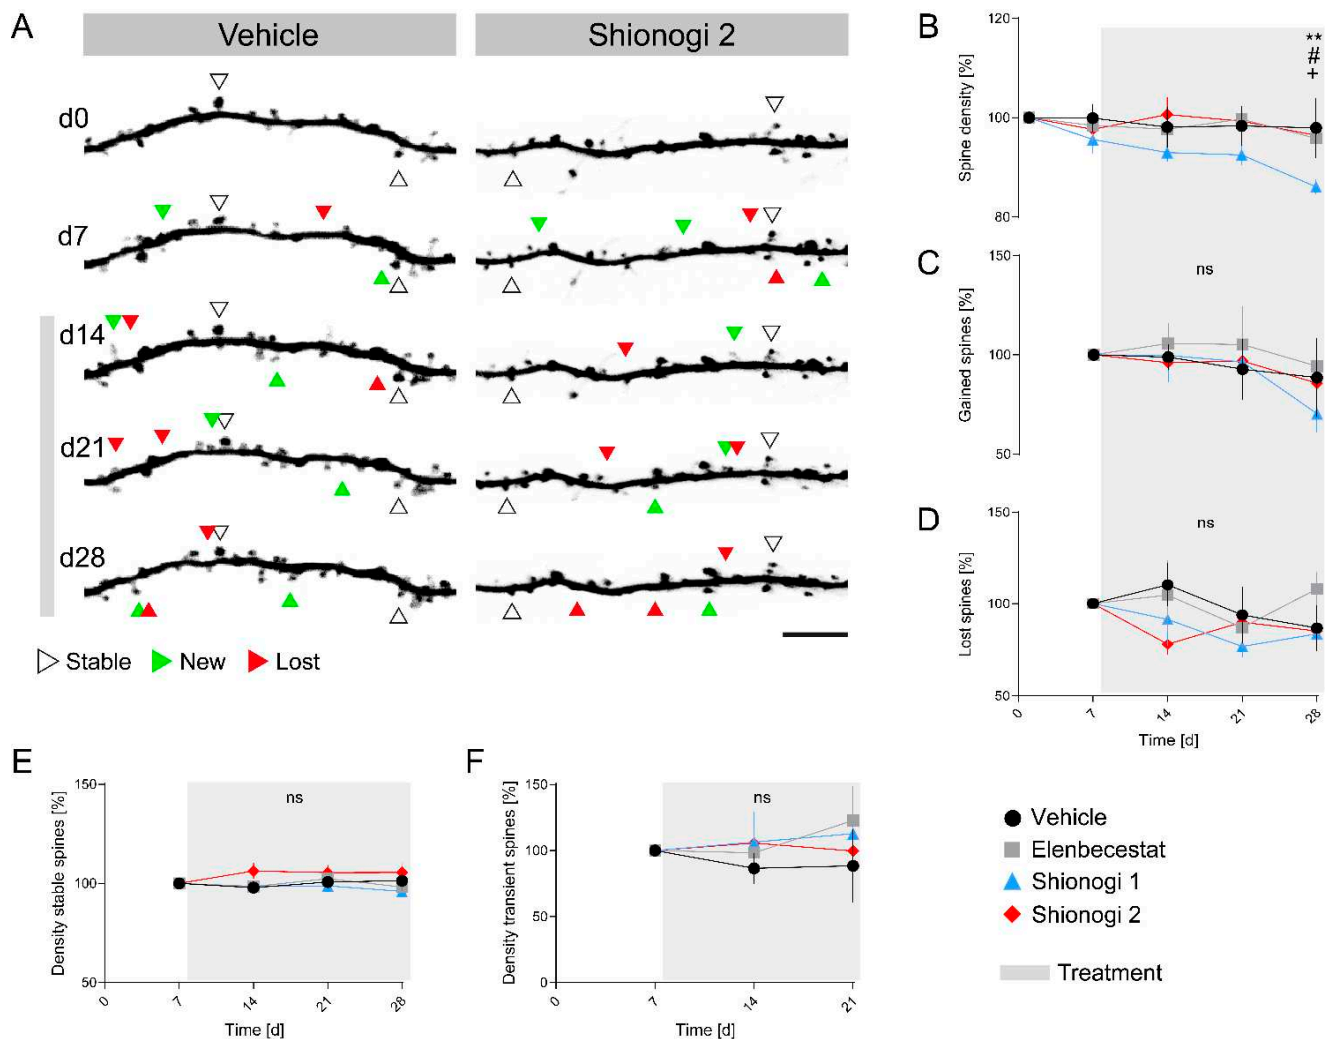 A
Vehicle
Shionogi 2
d0
d7
d14
d21
d28
Stable
New
Lost
B
Spine density [%]
120
100
80
**
#
+
C
Gained spines [%]
150
100
50
ns
D
Lost spines [%]
150
100
50
ns
0
7
14
21
28
Time [d]
E
Density stable spines [%]
150
100
50
ns
0
7
14
21
28
Time [d]
F
Density transient spines [%]
150
100
50
0
ns
0
7
14
21
Time [d]
Vehicle
Elenbecestat
Shionogi 1
Shionogi 2
Treatment